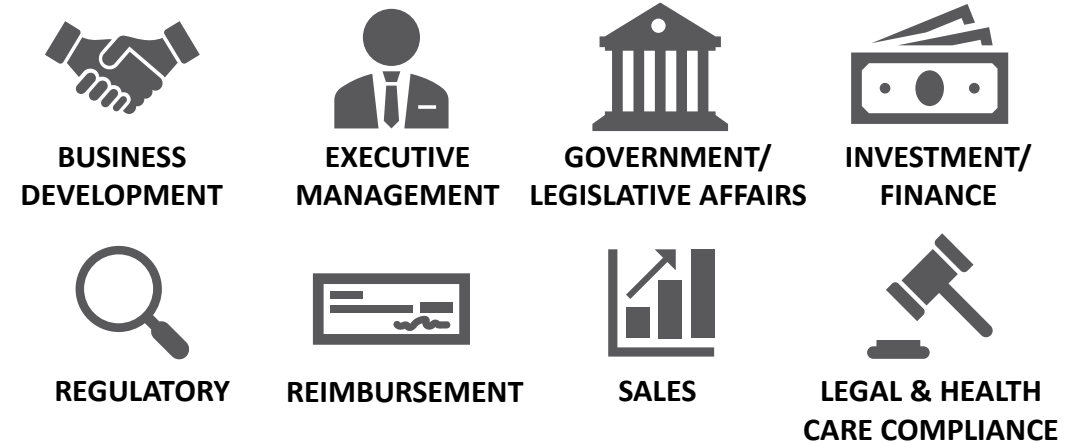 BUSINESS
DEVELOPMENT
EXECUTIVE
MANAGEMENT
GOVERNMENT/
LEGISLATIVE AFFAIRS
INVESTMENT/
FINANCE
REGULATORY
REIMBURSEMENT
SALES
LEGAL & HEALTH
CARE COMPLIANCE